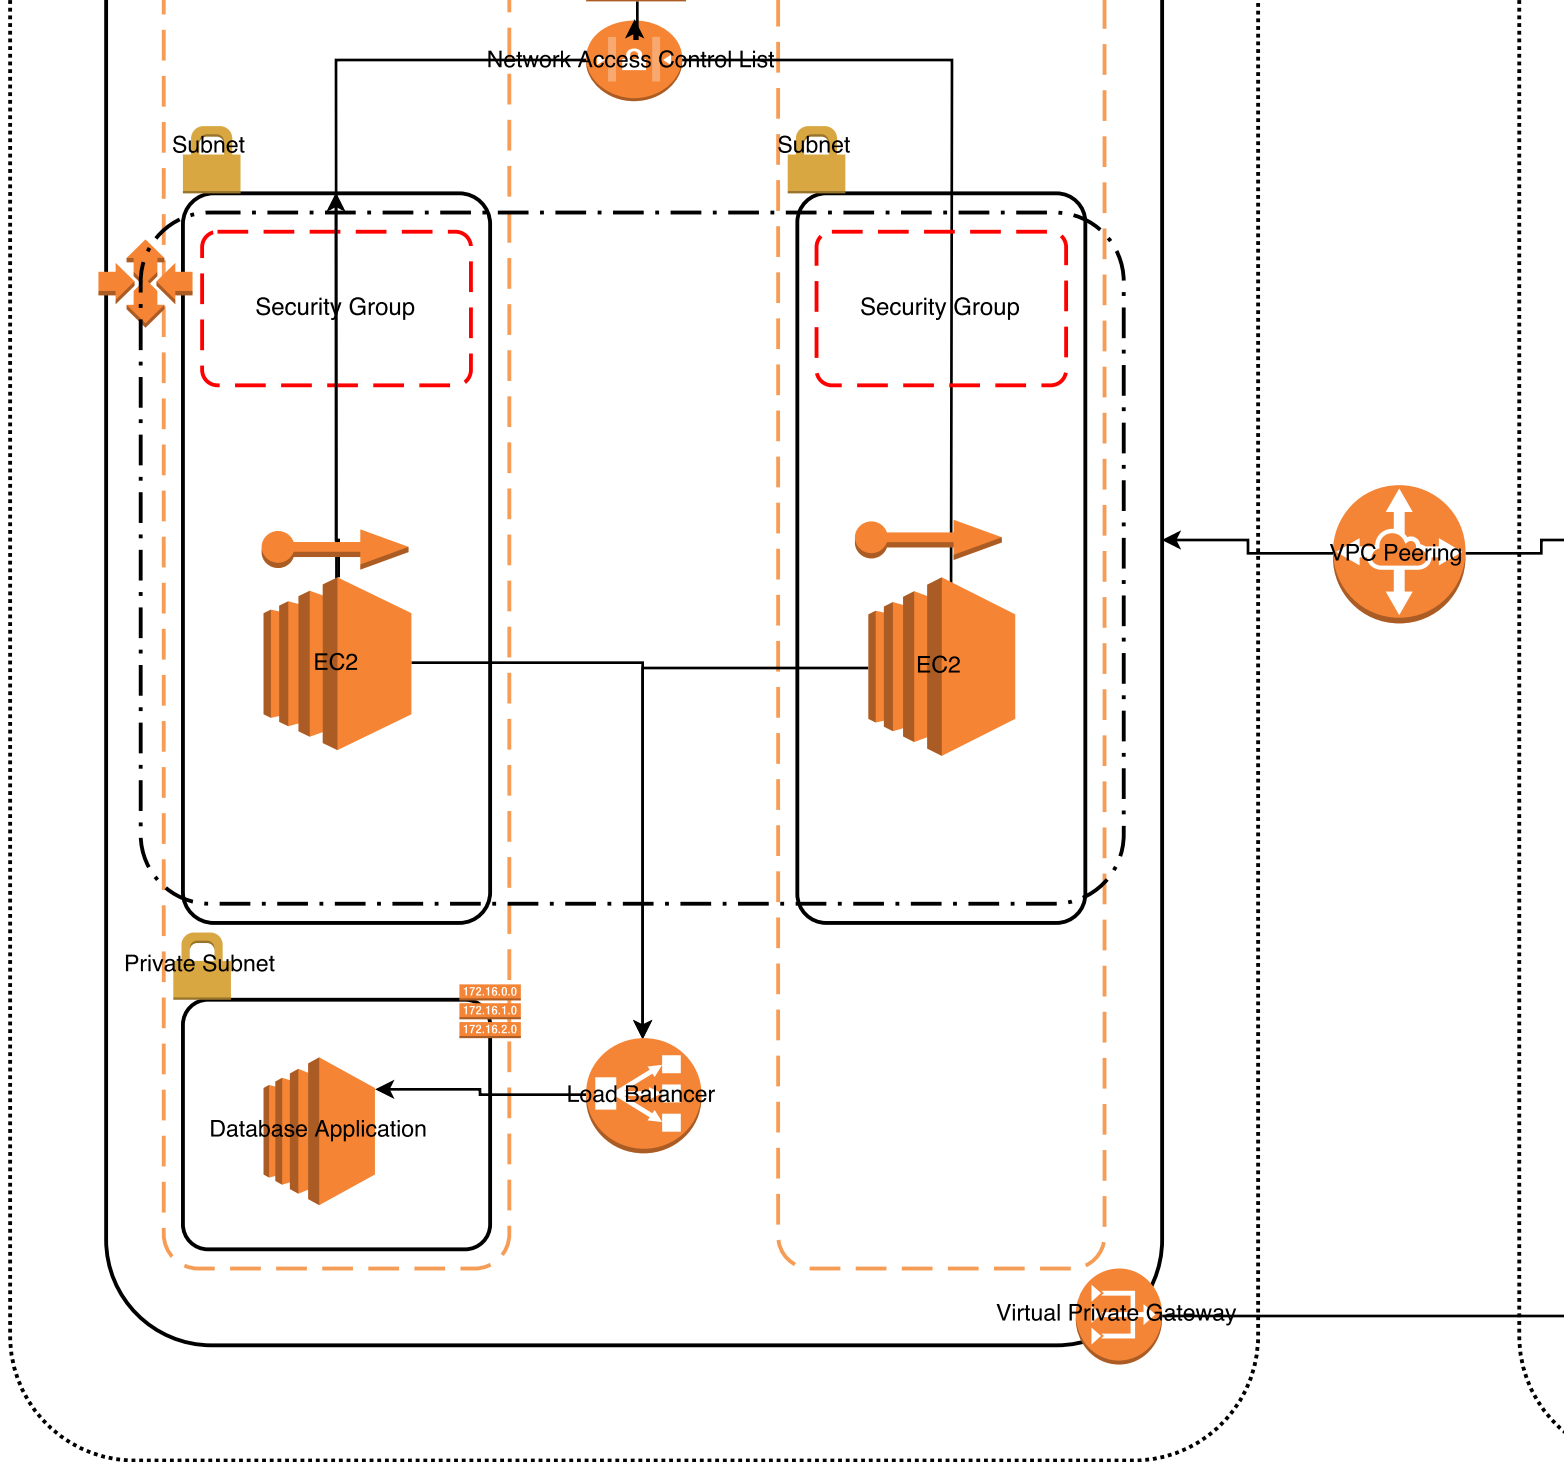 Network Access Control List
Subnet
Subnet
Security Group
Security Group
VPC Peering
EC2
EC2
Private Subnet
172.16.0.0
172.16.1.0
172.16.2.0
Load Balancer
Database Application
Virtual Private Gateway